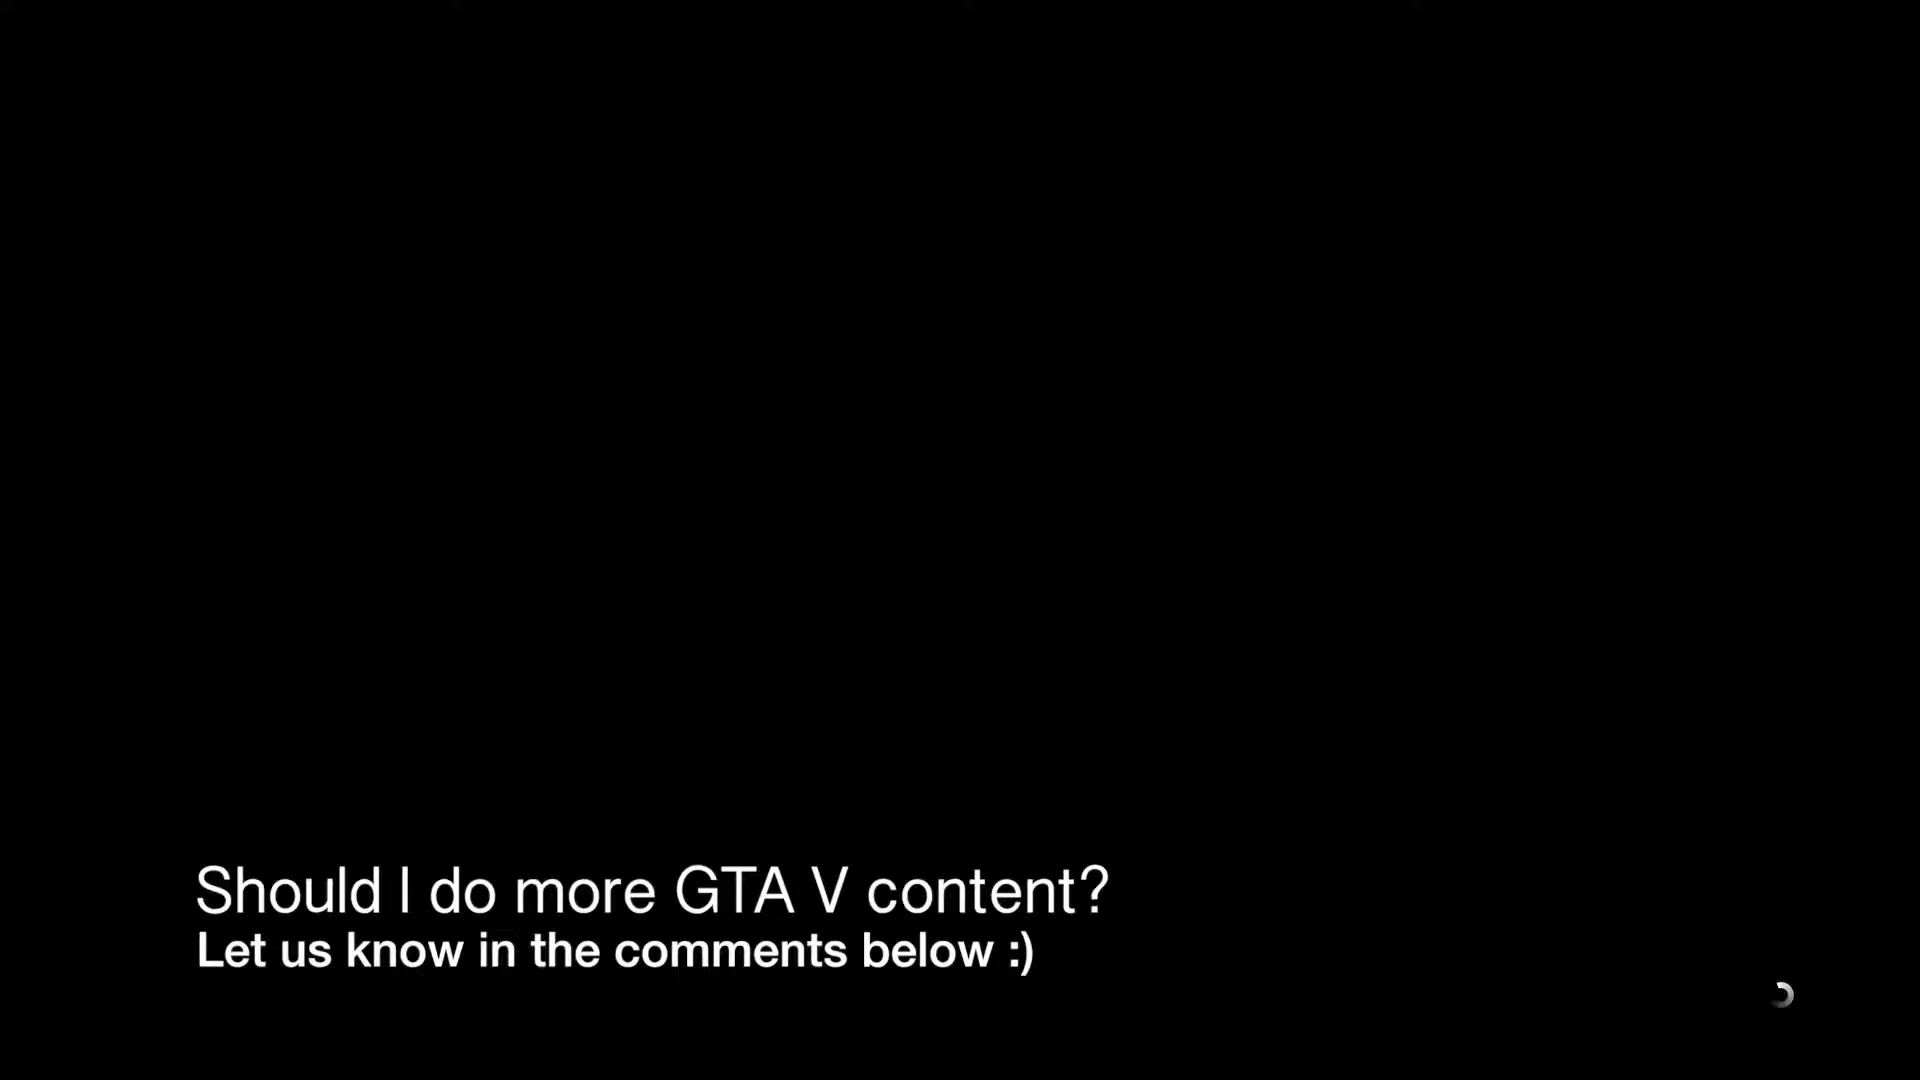 Should I do more GTA V content?
Let us know in the comments below :)